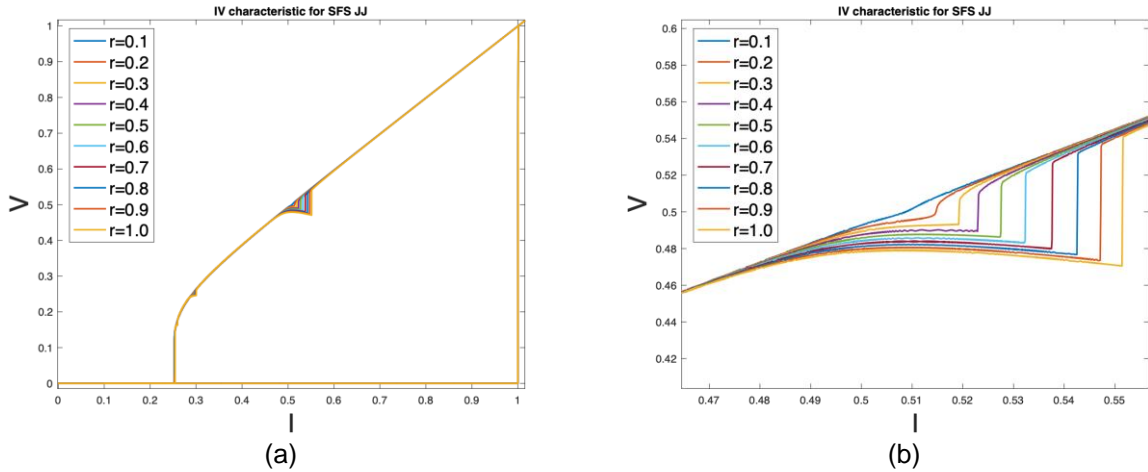 IV characteristic for SFS JJ
1
0.9
0.8
0.7
0.6
0.5
0.4
0.3
0.2
0.1
0
V
r=0.1
r=0.2
r=0.3
r=0.4
r=0.5
r=0.6
r=0.7
r=0.8
r=0.9
r=1.0
0 0.1 0.2 0.3 0.4 0.5 0.6 0.7 0.8 0.9 1
I
(a)
IV characteristic for SFS JJ
0.6
0.58
0.56
0.54
0.52
0.5
0.48
0.46
0.44
0.42
V
r=0.1
r=0.2
r=0.3
r=0.4
r=0.5
r=0.6
r=0.7
r=0.8
r=0.9
r=1.0
0.47 0.48 0.49 0.5 0.51 0.52 0.53 0.54 0.55
I
(b)